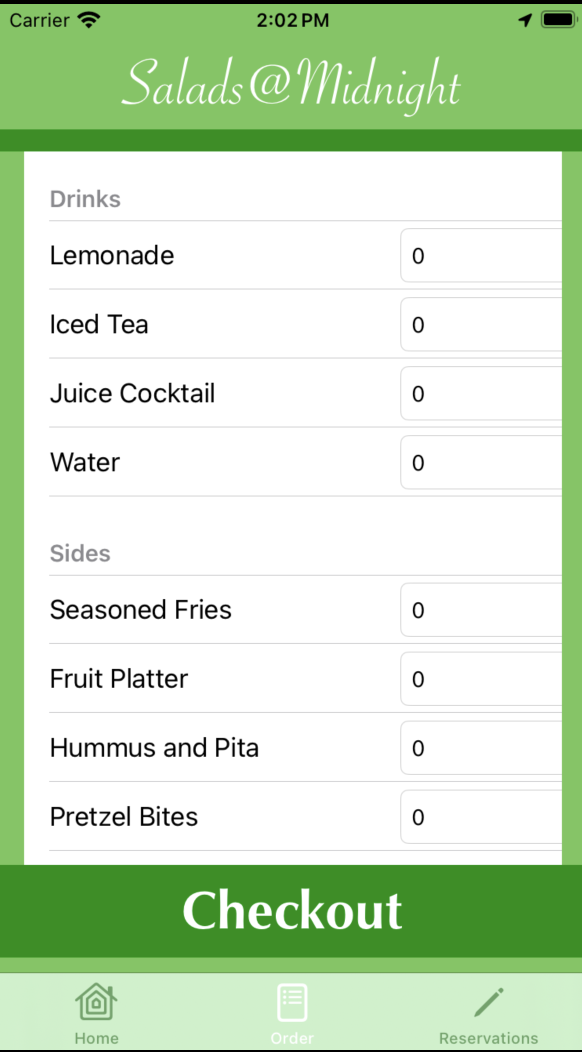 Carrier 2:02 PM
Salads@Midnight
Drinks
Lemonade 0
Iced Tea 0
Juice Cocktail 0
Water 0
Sides
Seasoned Fries 0
Fruit Platter 0
Hummus and Pita 0
Pretzel Bites 0
Checkout
Home Order Reservations